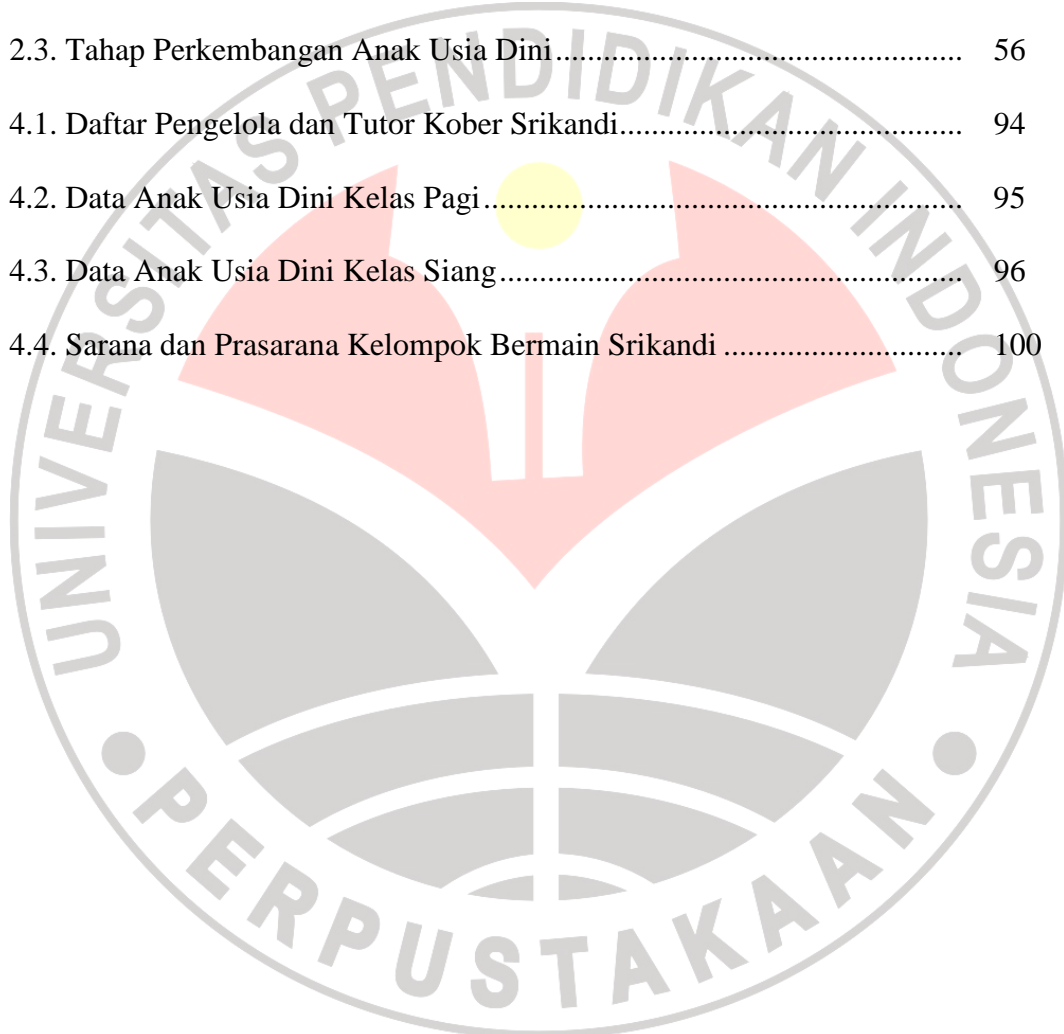 2.3. Tahap Perkembangan Anak Usia Dini................................................. 56
4.1. Daftar Pengelola dan Tutor Kober Srikandi......................................... 94
4.2. Data Anak Usia Dini Kelas Pagi.......................................................... 95
4.3. Data Anak Usia Dini Kelas Siang........................................................ 96
4.4. Sarana dan Prasarana Kelompok Bermain Srikandi ............................. 100
UNIVERSITAS PENDIDIKAN INDONESIA
PERPUSTAKAAN